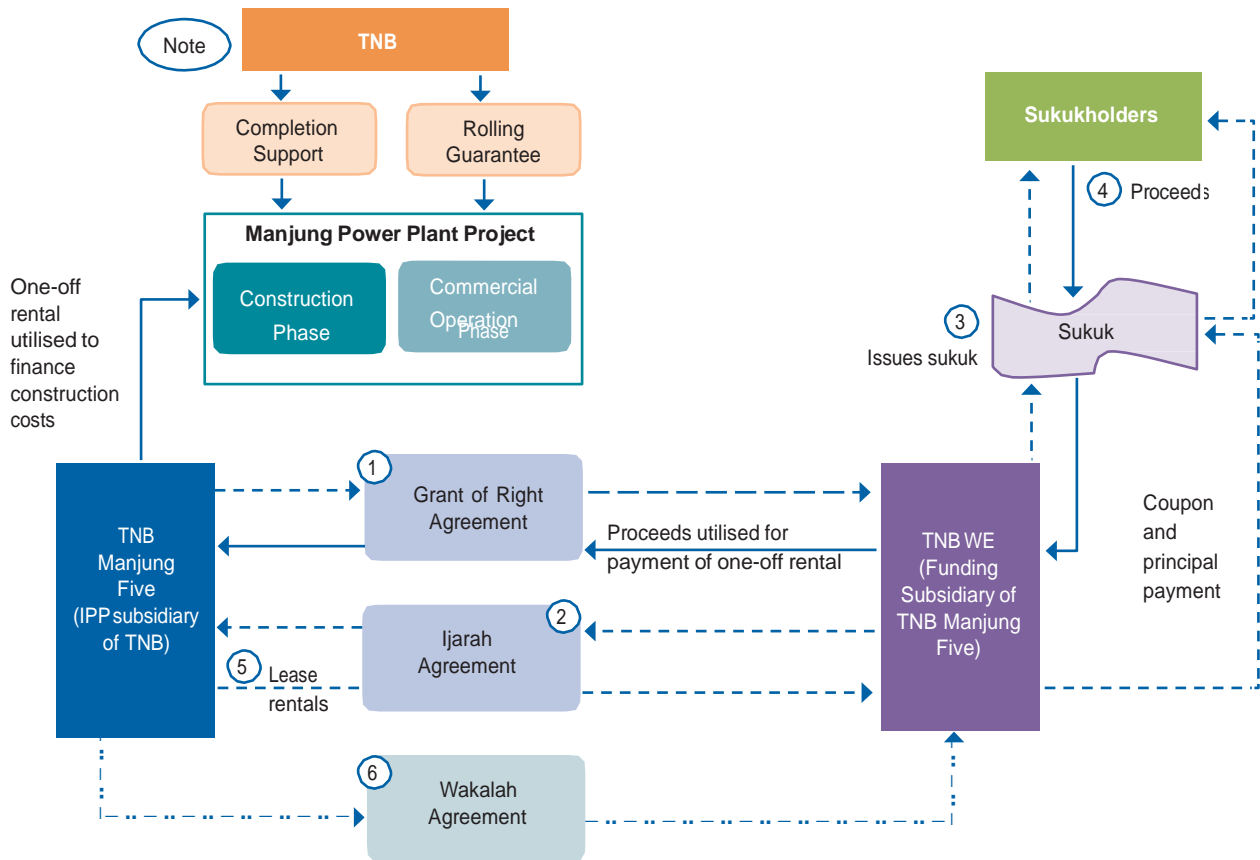 Note
TNB
Completion
Support
Rolling
Guarantee
Sukukholders
4
Proceeds
Manjung Power Plant Project
Construction
Phase
Commercial
Operation
Phase
One-off
rental
utilised to
finance
construction
costs
3
Issues sukuk
Sukuk
1
Grant of Right
Agreement
Proceeds utilised for
payment of one-off rental
TNB
Manjung
Five
(IPP subsidiary
of TNB)
TNB WE
(Funding
Subsidiary of
TNB Manjung
Five)
Coupon
and
principal
payment
2
Ijarah
Agreement
5
Lease
rentals
6
Wakalah
Agreement